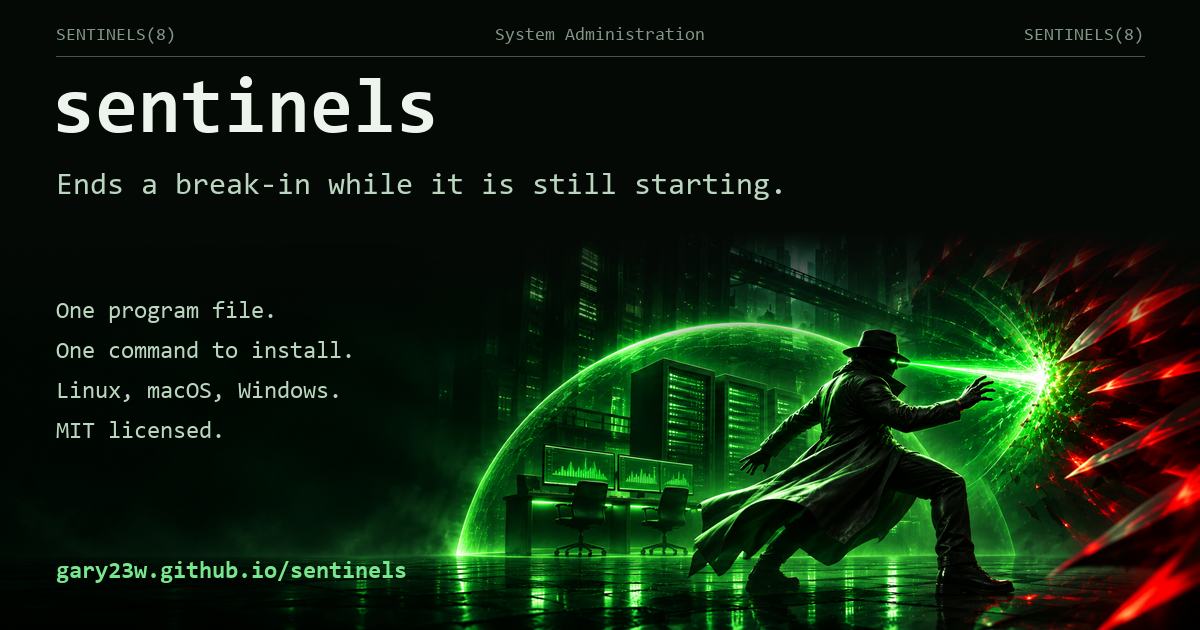 SENTINELS(8) System Administration SENTINELS(8)
sentinels
Ends a break-in while it is still starting.
One program file.
One command to install.
Linux, macOS, Windows.
MIT licensed.
gary23w.github.io/sentinels